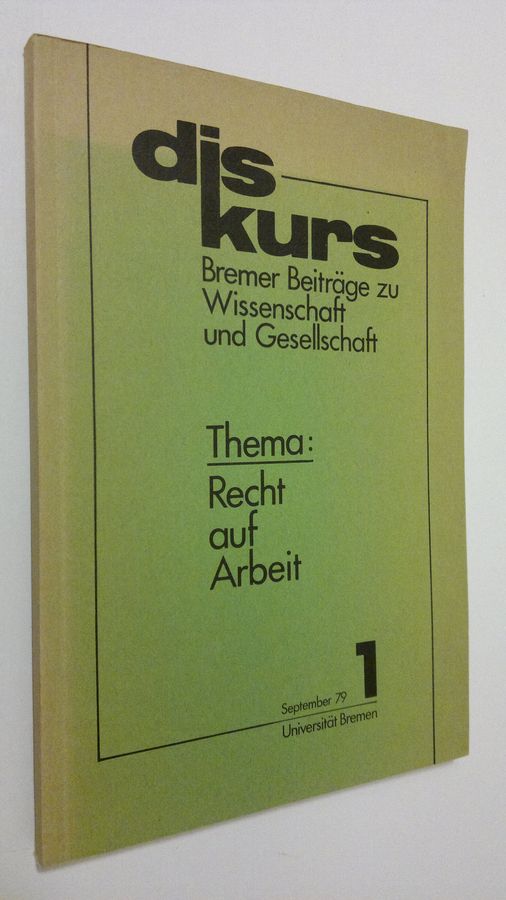 dis
kurs
Bremer Beiträge zu
Wissenschaft
und Gesellschaft
Thema:
Recht
auf
Arbeit
September 79 1
Universität Bremen